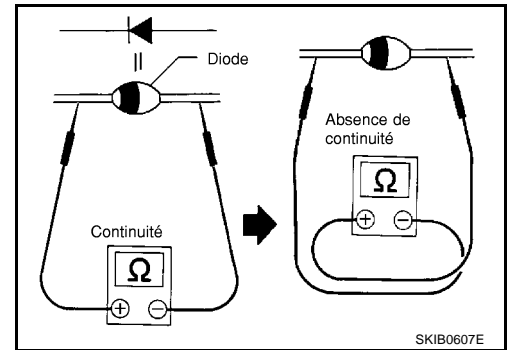 Diode
Absence de
continuité
Ω
+ −
Continuité
Ω
+ −
SKIB0607E